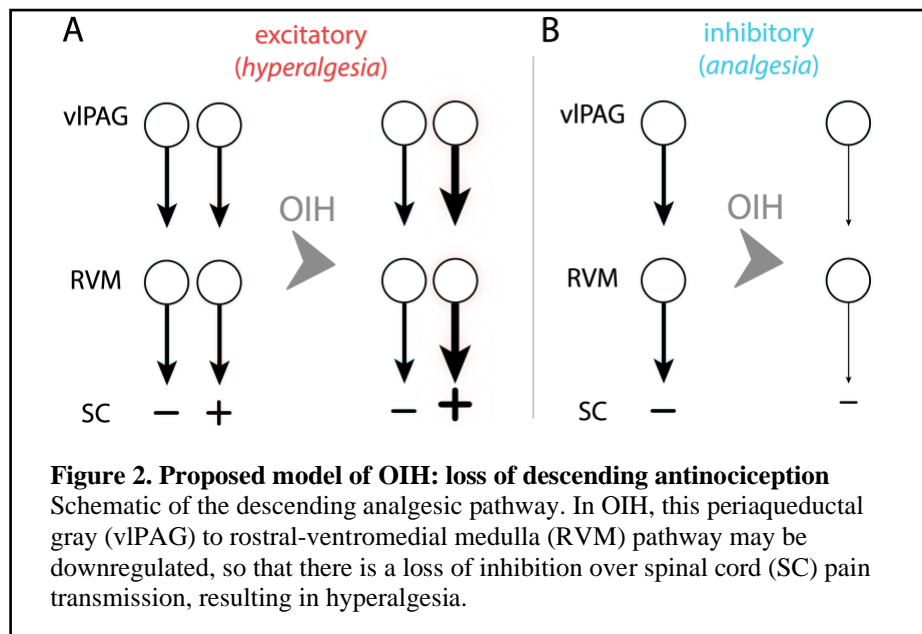 A
excitatory
(hyperalgesia)
B
inhibitory
(analgesia)
vlPAG
vlPAG
OIH
OIH
RVM
RVM
SC − +
− +
SC −
−
Figure 2. Proposed model of OIH: loss of descending antinociception
Schematic of the descending analgesic pathway. In OIH, this periaqueductal
gray (vlPAG) to rostral-ventromedial medulla (RVM) pathway may be
downregulated, so that there is a loss of inhibition over spinal cord (SC) pain
transmission, resulting in hyperalgesia.